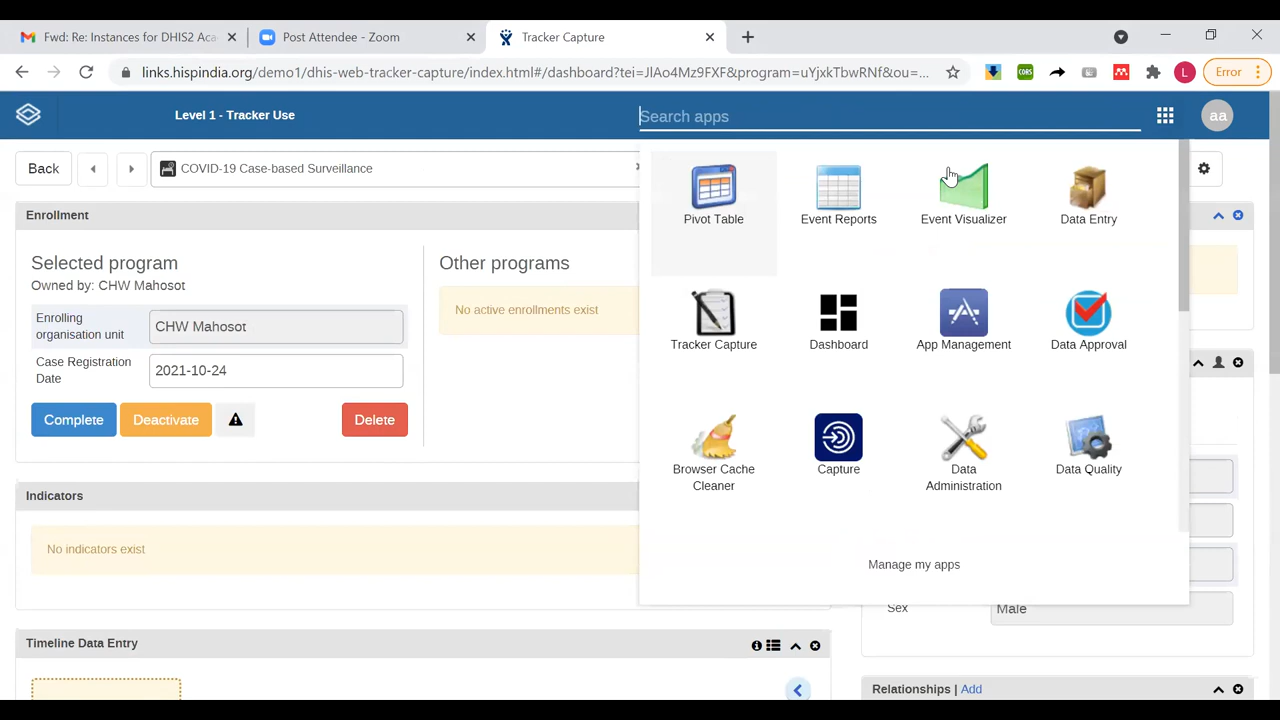 Fwd: Re: Instances for DHIS2 Aca
Post Attendee - Zoom
Tracker Capture
links.hispindia.org/demo1/dhis-web-tracker-capture/index.html#/dashboard?tei=JlAo4Mz9FXF&program=uYjxkTbwRNf&ou=...
CORS
L
Error
Level 1 - Tracker Use
Search apps
aa
Back
COVID-19 Case-based Surveillance
Enrollment
Selected program
Owned by: CHW Mahosot
Enrolling
organisation unit
CHW Mahosot
Case Registration
Date
2021-10-24
Complete
Deactivate
Delete
Other programs
No active enrollments exist
Pivot Table
Event Reports
Event Visualizer
Data Entry
Tracker Capture
Dashboard
App Management
Data Approval
Browser Cache
Cleaner
Capture
Data
Administration
Data Quality
Manage my apps
Indicators
No indicators exist
Sex
Male
Timeline Data Entry
Relationships | Add